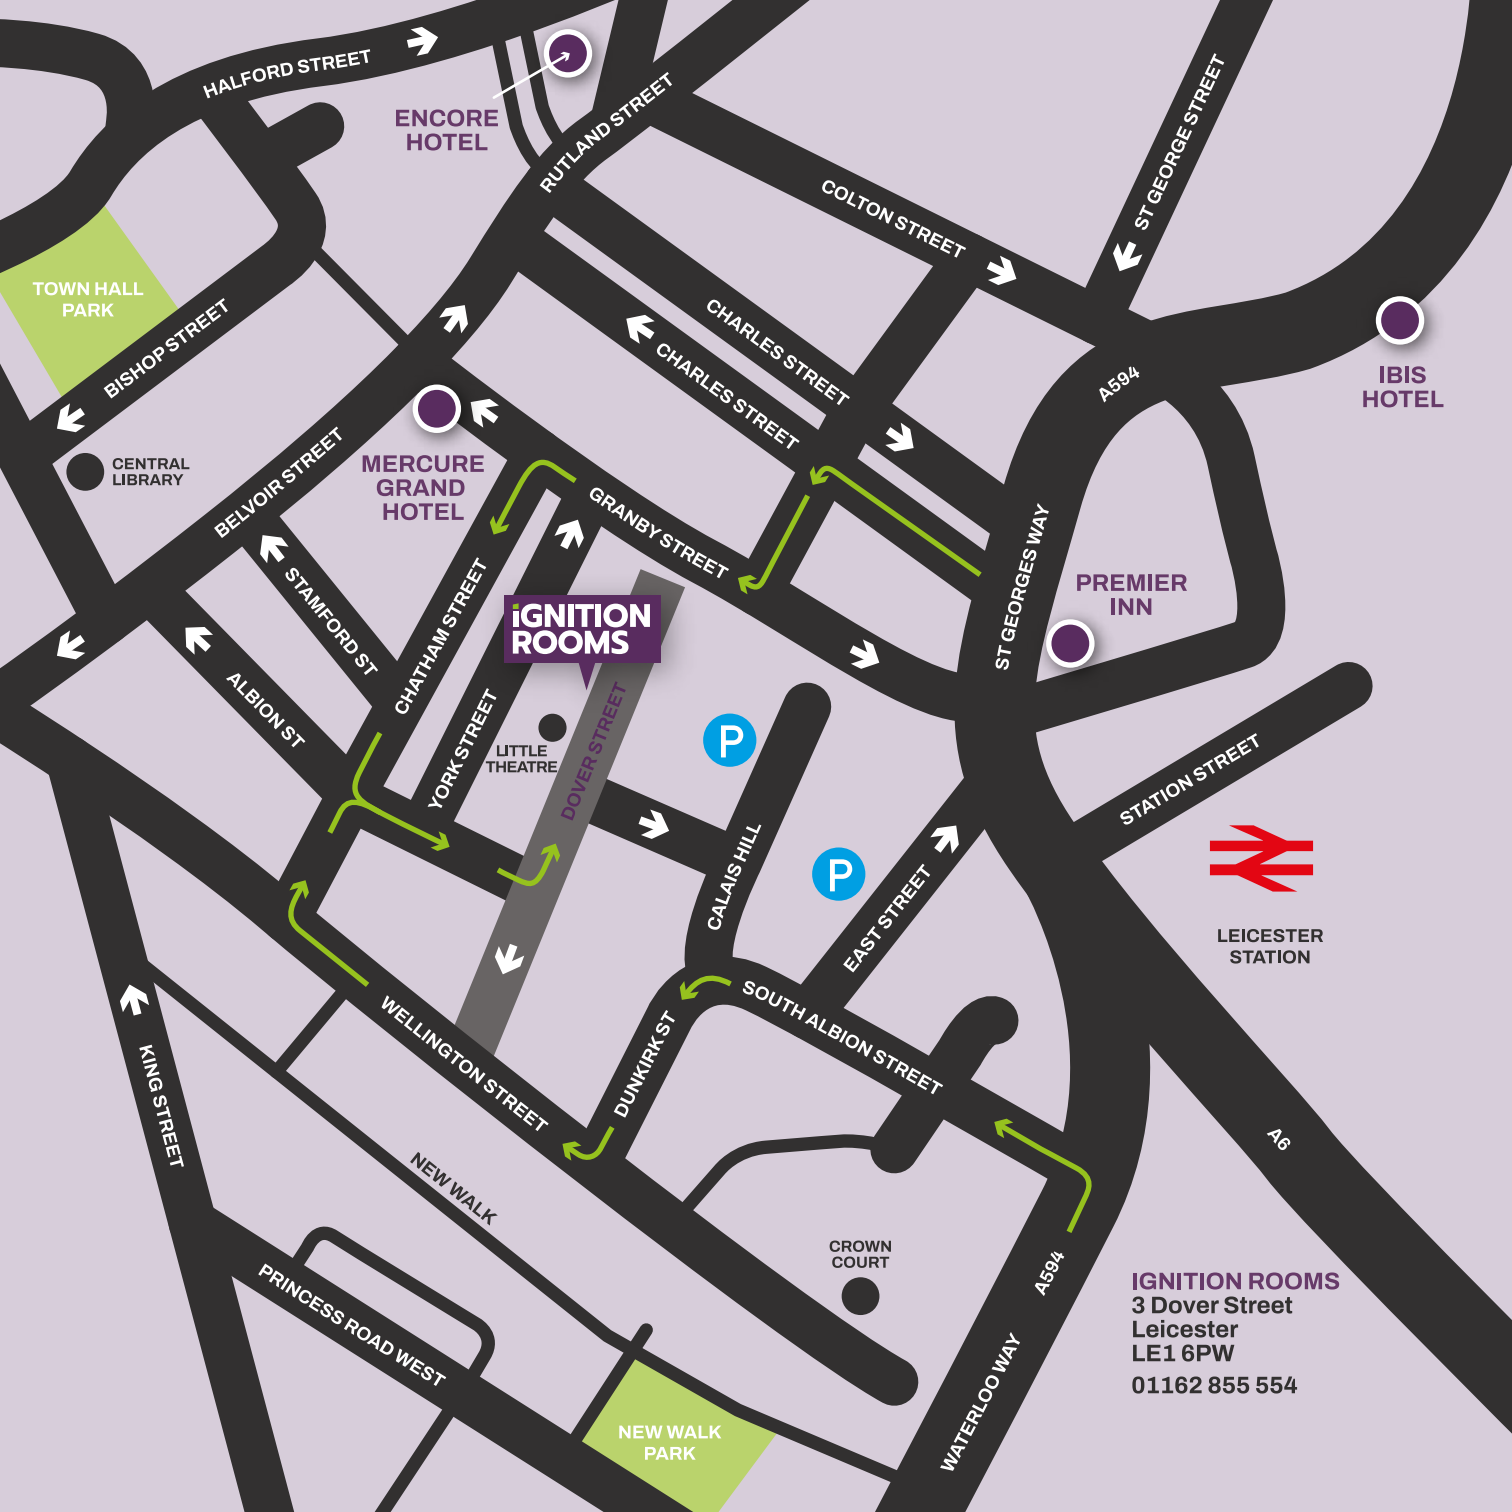 HALFORD STREET
ENCORE
HOTEL
RUTLAND STREET
ST GEORGE STREET
COLTON STREET
TOWN HALL
PARK
BISHOP STREET
CHARLES STREET
CHARLES STREET
A594
IBIS
HOTEL
CENTRAL
LIBRARY
BELVOIR STREET
MERCURE
GRAND
HOTEL
GRANBY STREET
ST GEORGES WAY
PREMIER
INN
STAMFORD ST
CHATHAM STREET
iGNITION
ROOMS
ALBION ST
YORK STREET
LITTLE
THEATRE
DOVER STREET
P
STATION STREET
CALAIS HILL
P
EAST STREET
LEICESTER
STATION
SOUTH ALBION STREET
WELLINGTON STREET
DUNKIRK ST
KING STREET
A6
NEW WALK
CROWN
COURT
A594
PRINCESS ROAD WEST
WATERLOO WAY
NEW WALK
PARK
IGNITION ROOMS
3 Dover Street
Leicester
LE1 6PW
01162 855 554